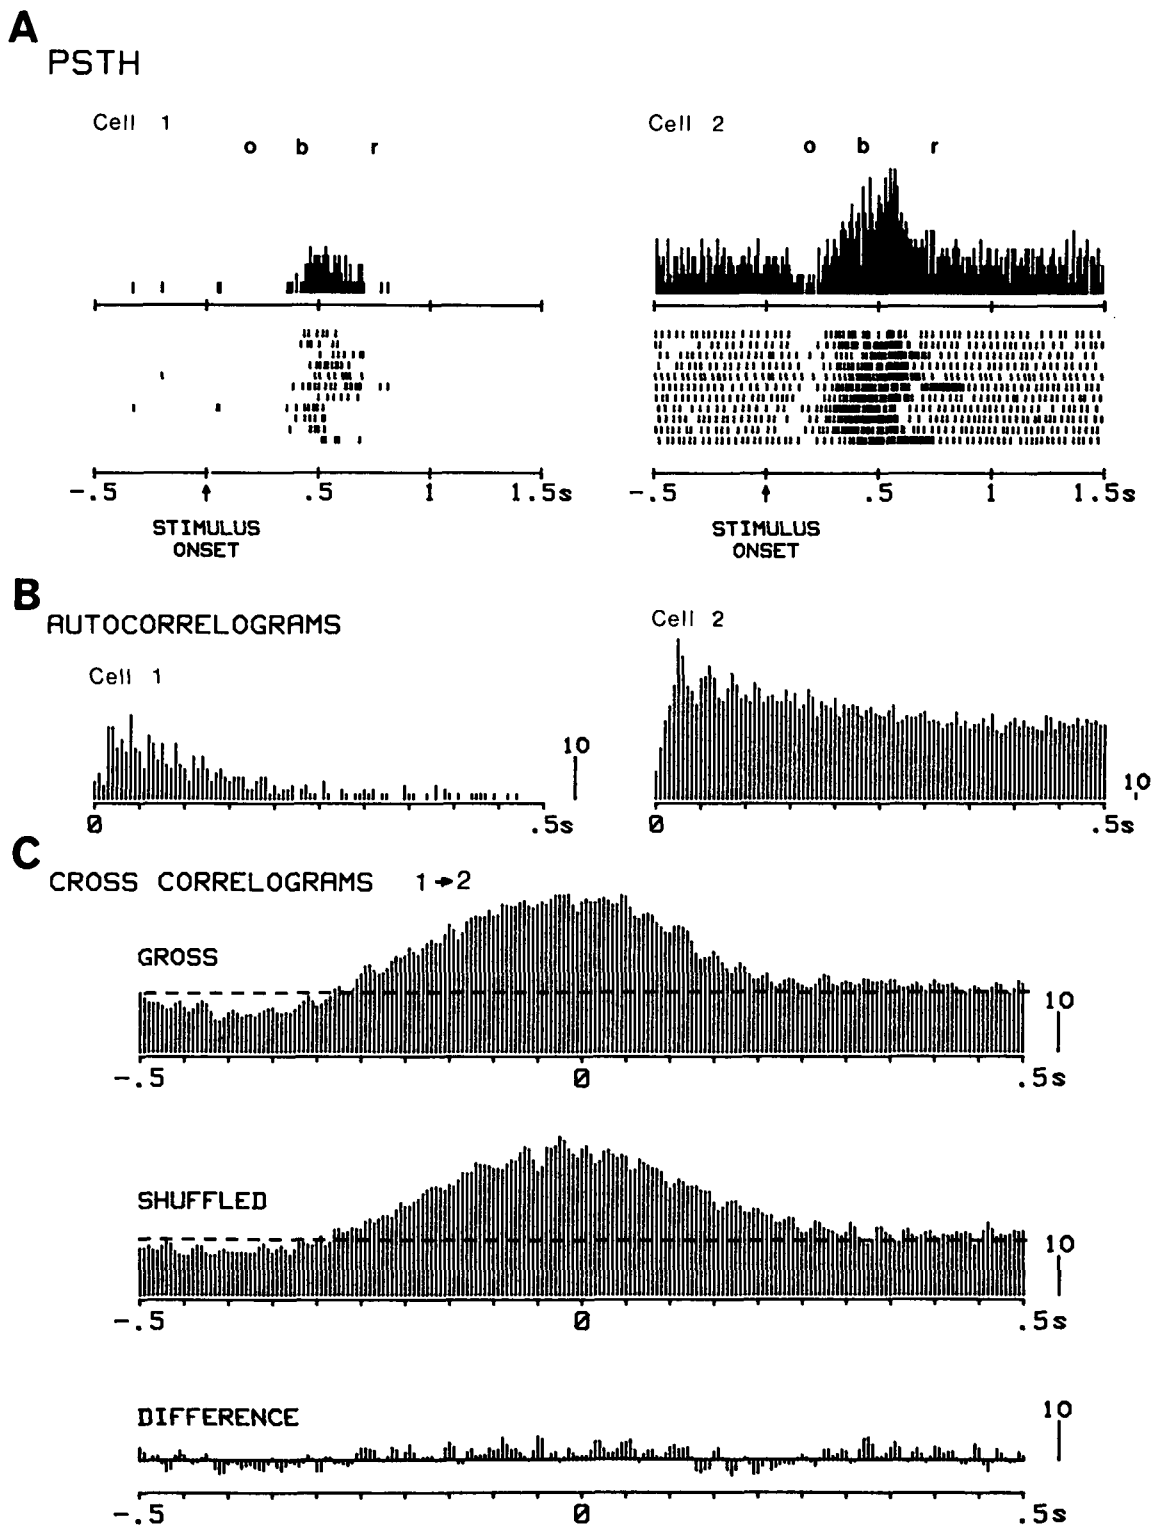 A
PSTH
Cell 1
o b r
Cell 2
o b r
-.5 .5 1 1.5s
STIMULUS
ONSET
-.5 .5 1 1.5s
STIMULUS
ONSET
B
AUTOCORRELOGRAMS
Cell 1
10
0 .5s
Cell 2
10
0 .5s
C
CROSS CORRELOGRAMS 1→2
GROSS
10
-.5 0 .5s
SHUFFLED
10
-.5 0 .5s
DIFFERENCE
10
-.5 0 .5s